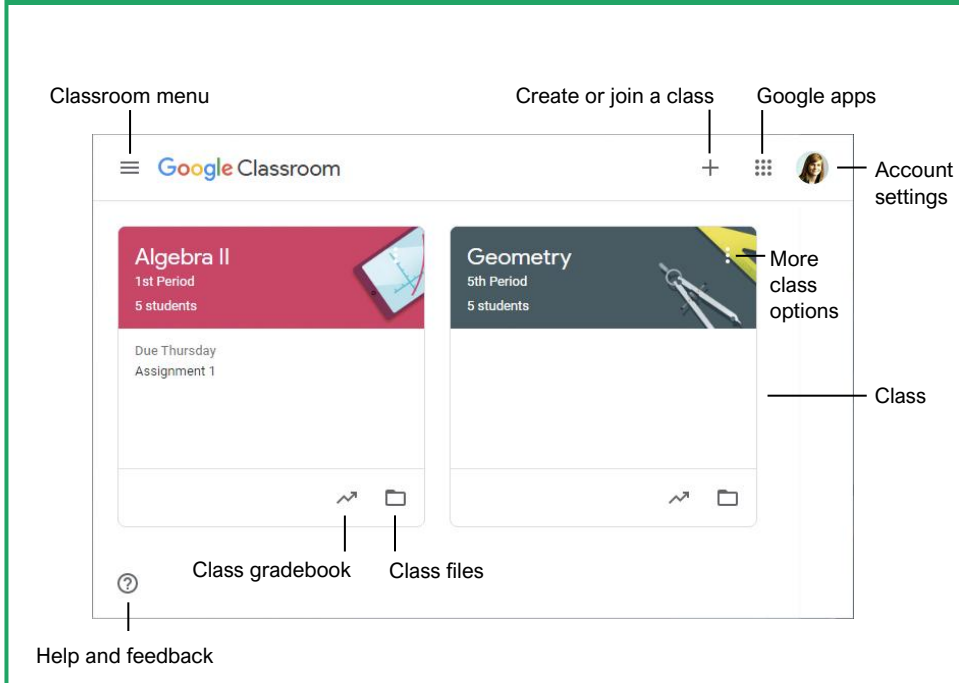 Classroom menu
Create or join a class
Google apps
Google Classroom
Account
settings
Algebra II
1st Period
5 students
Geometry
5th Period
5 students
More
class
options
Due Thursday
Assignment 1
Class
Class gradebook
Class files
Help and feedback